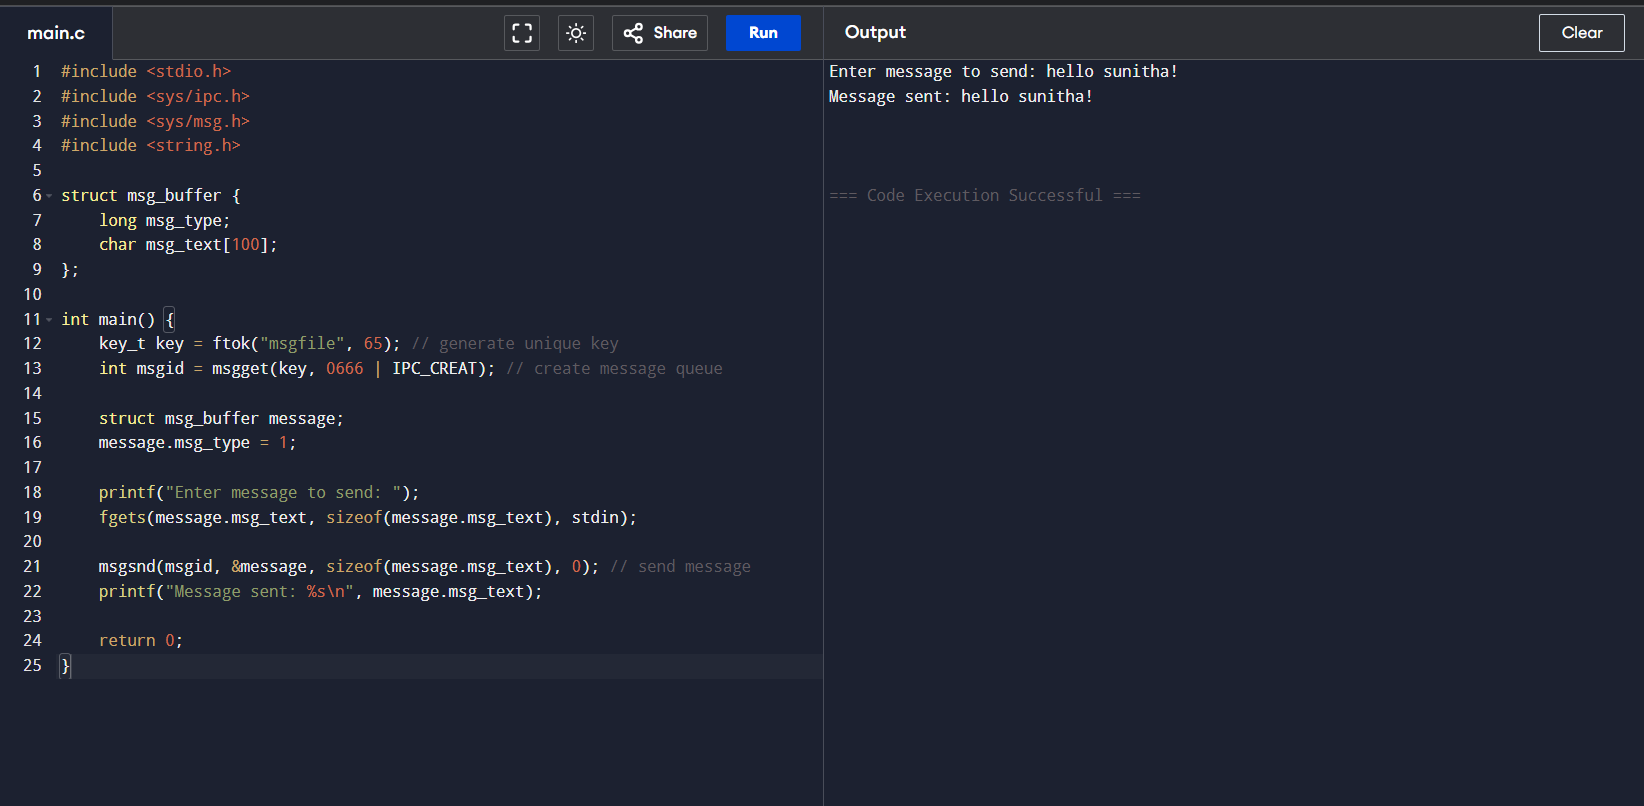 main.c
Share
Run
Output
Clear
1 #include <stdio.h>
2 #include <sys/ipc.h>
3 #include <sys/msg.h>
4 #include <string.h>
5
6 struct msg_buffer {
7     long msg_type;
8     char msg_text[100];
9 };
10
11 int main() {
12     key_t key = ftok("msgfile", 65); // generate unique key
13     int msgid = msgget(key, 0666 | IPC_CREAT); // create message queue
14
15     struct msg_buffer message;
16     message.msg_type = 1;
17
18     printf("Enter message to send: ");
19     fgets(message.msg_text, sizeof(message.msg_text), stdin);
20
21     msgsnd(msgid, &message, sizeof(message.msg_text), 0); // send message
22     printf("Message sent: %s\n", message.msg_text);
23
24     return 0;
25 }
Enter message to send: hello sunitha!
Message sent: hello sunitha!
=== Code Execution Successful ===